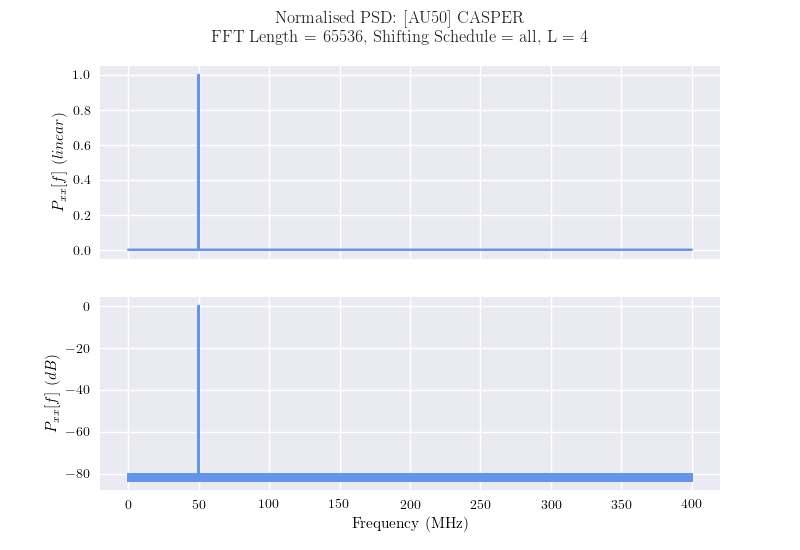 Normalised PSD: [AU50] CASPER
FFT Length = 65536, Shifting Schedule = all, L = 4
1.0
0.8
0.6
0.4
0.2
0.0
P_xx[f] (linear)
0
−20
−40
−60
−80
P_xx[f] (dB)
0 50 100 150 200 250 300 350 400
Frequency (MHz)